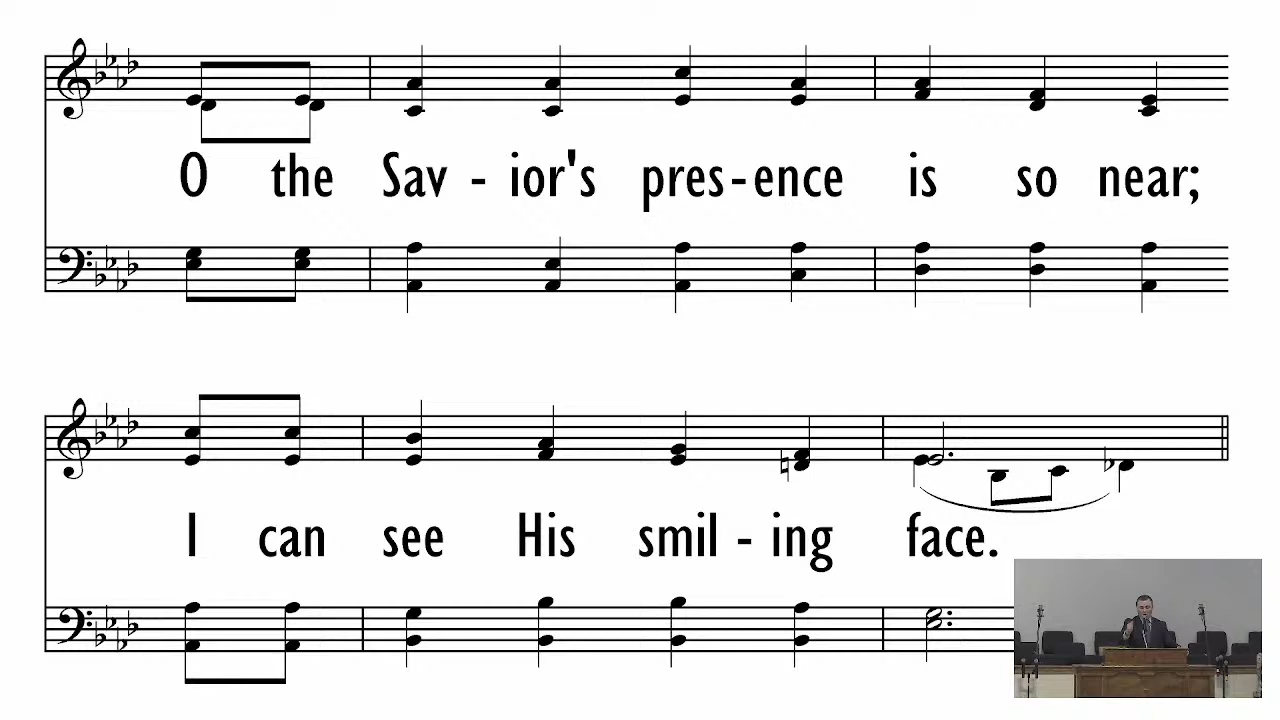 O the Sav - ior's pres-ence is so near;
I can see His smil - ing face.